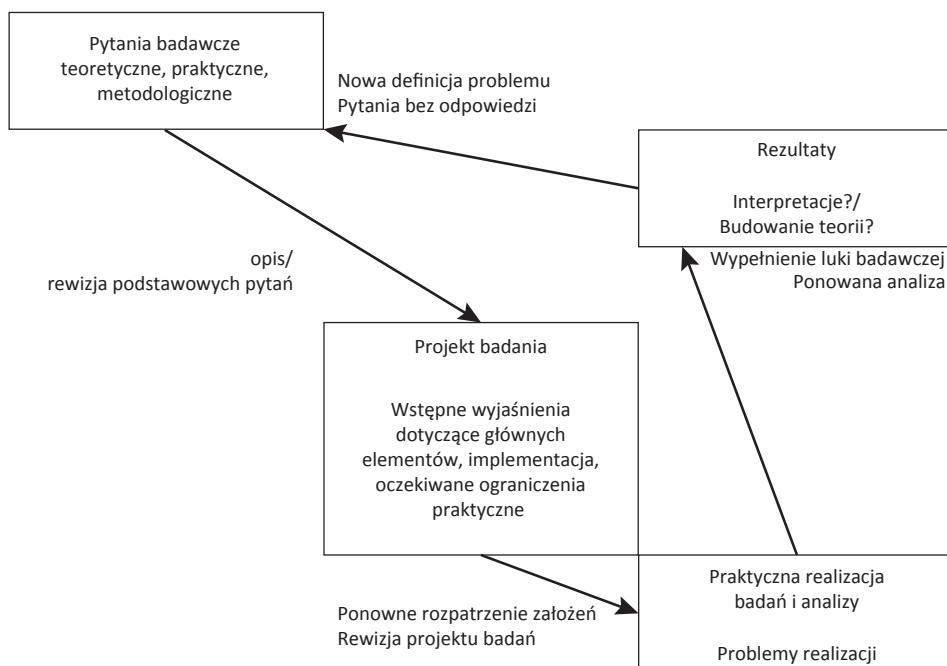 Pytania badawcze
teoretyczne, praktyczne,
metodologiczne
Nowa definicja problemu
Pytania bez odpowiedzi
Rezultaty
Interpretacje?/
Budowanie teorii?
Wypełnienie luki badawczej
Ponowana analiza
opis/
rewizja podstawowych pytań
Projekt badania
Wstępne wyjaśnienia
dotyczące głównych
elementów, implementacja,
oczekiwane ograniczenia
praktyczne
Ponowne rozpatrzenie założeń
Rewizja projektu badań
Praktyczna realizacja
badań i analizy
Problemy realizacji